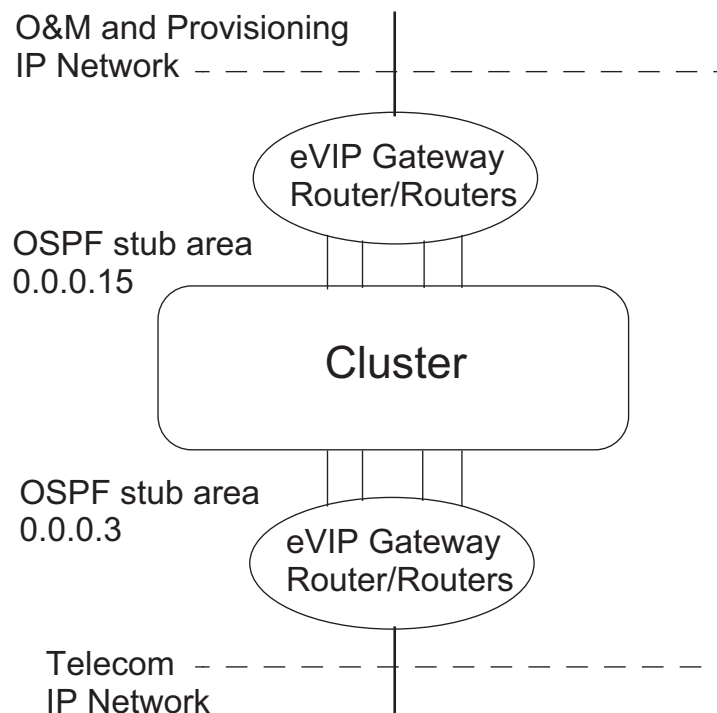 O&M and Provisioning
IP Network
eVIP Gateway
Router/Routers
OSPF stub area
0.0.0.15
Cluster
OSPF stub area
0.0.0.3
eVIP Gateway
Router/Routers
Telecom
IP Network